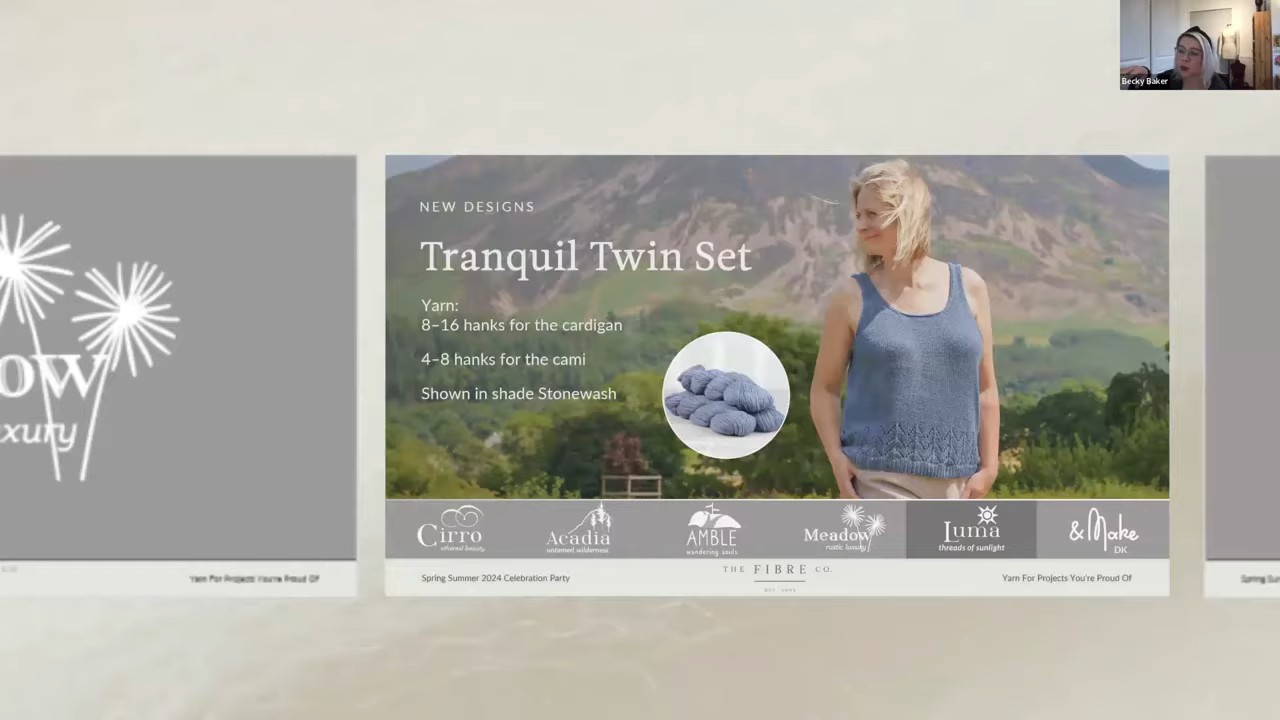 Becky Baker
NEW DESIGNS
Tranquil Twin Set
Yarn:
8–16 hanks for the cardigan
4–8 hanks for the cami
Shown in shade Stonewash
ow
xury
Cirro
ethereal beauty
Acadia
untamed wilderness
AMBLE
wandering souls
Meadow
rustic luxury
Luma
threads of sunlight
& Make
DK
Yarn For Projects You're Proud Of
Spring Summer 2024 Celebration Party
THE FIBRE CO.
Yarn For Projects You're Proud Of
Spring Su